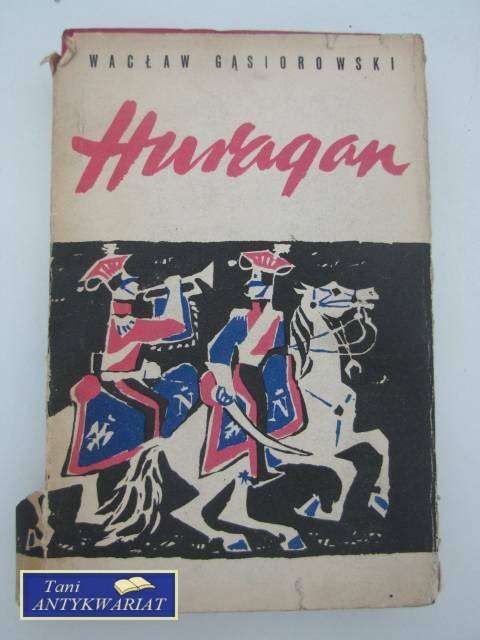 WACŁAW GĄSIOROWSKI
Huragan
N
N
Tani
ANTYKWARIAT